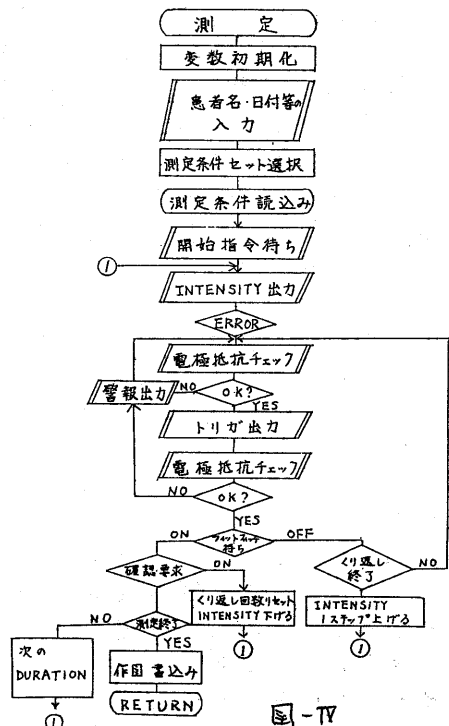 測 定
変数初期化
患者名・日付等の
入力
測定条件セット選択
測定条件読込み
開始指令待ち
①
INTENSITY 出力
ERROR
電極抵抗チェック
警報出力
NO
OK?
YES
トリガ出力
電極抵抗チェック
NO
OK?
YES
ON
フットスイッチ
待ち
OFF
確認要求
ON
くり返し
終了
NO
くり返し回数リセット
INTENSITY 下げる
INTENSITY
1ステップ上げる
NO
測定終了
YES
①
①
次の
DURATION
作図書込み
①
RETURN
図-IV